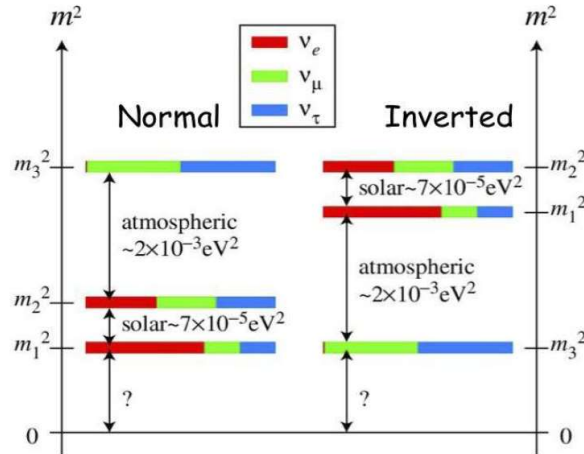 m² m²
νₑ
ν_μ
ν_τ
Normal Inverted
m₃² m₂²
solar~7×10⁻⁵eV²
m₁²
atmospheric
~2×10⁻³eV²
atmospheric
~2×10⁻³eV²
m₂²
solar~7×10⁻⁵eV²
m₁² m₃²
? ?
0 0